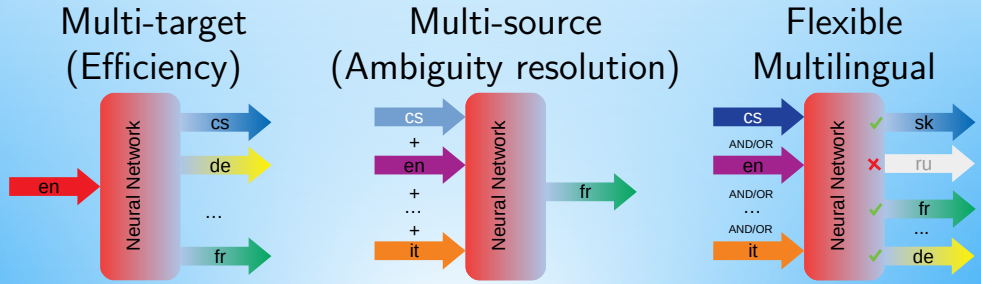 Multi-target
(Efficiency)
en
Neural Network
cs
de
...
fr
Multi-source
(Ambiguity resolution)
cs
+
en
+
...
+
it
Neural Network
fr
Flexible
Multilingual
cs
AND/OR
en
AND/OR
...
AND/OR
it
Neural Network
sk
ru
fr
...
de